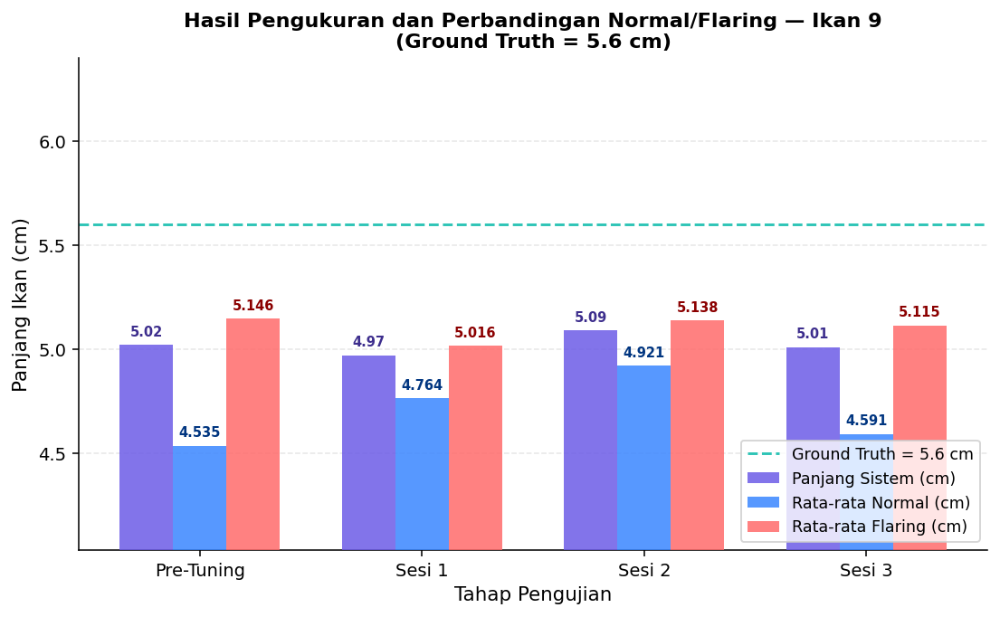 Hasil Pengukuran dan Perbandingan Normal/Flaring — Ikan 9
(Ground Truth = 5.6 cm)
Panjang Ikan (cm)
6.0
5.5
5.0
4.5
5.02
4.535
5.146
4.97
4.764
5.016
5.09
4.921
5.138
5.01
4.591
5.115
Ground Truth = 5.6 cm
Panjang Sistem (cm)
Rata-rata Normal (cm)
Rata-rata Flaring (cm)
Pre-Tuning
Sesi 1
Sesi 2
Sesi 3
Tahap Pengujian